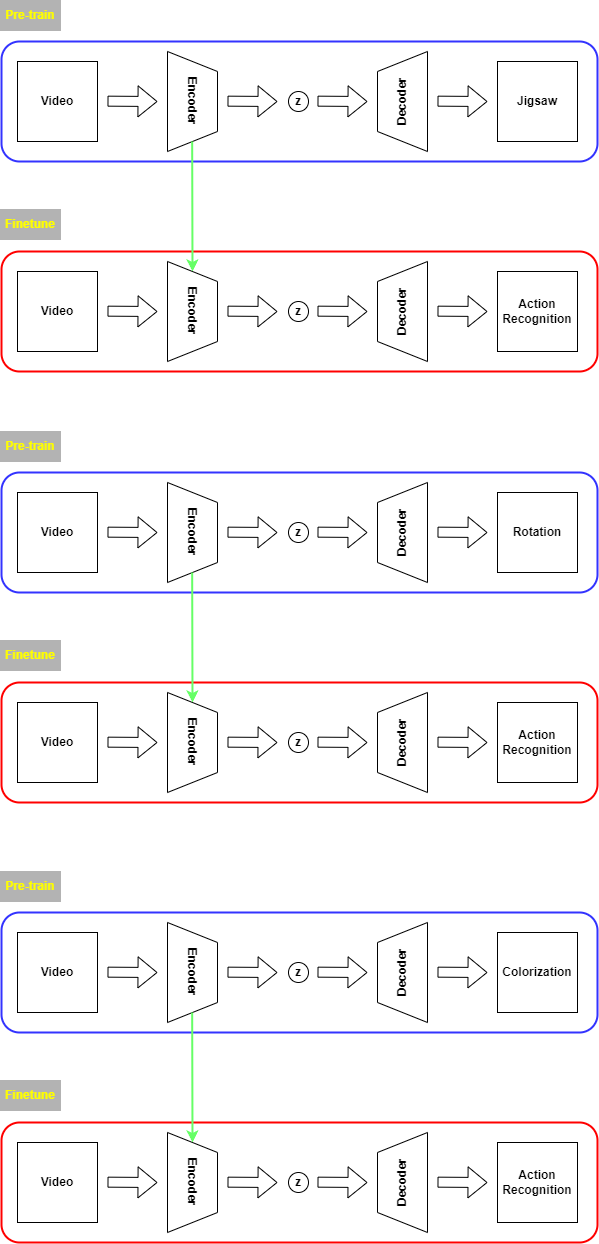 Pre-train
Video
Encoder
z
Decoder
Jigsaw
Finetune
Video
Encoder
z
Decoder
Action
Recognition
Pre-train
Video
Encoder
z
Decoder
Rotation
Finetune
Video
Encoder
z
Decoder
Action
Recognition
Pre-train
Video
Encoder
z
Decoder
Colorization
Finetune
Video
Encoder
z
Decoder
Action
Recognition